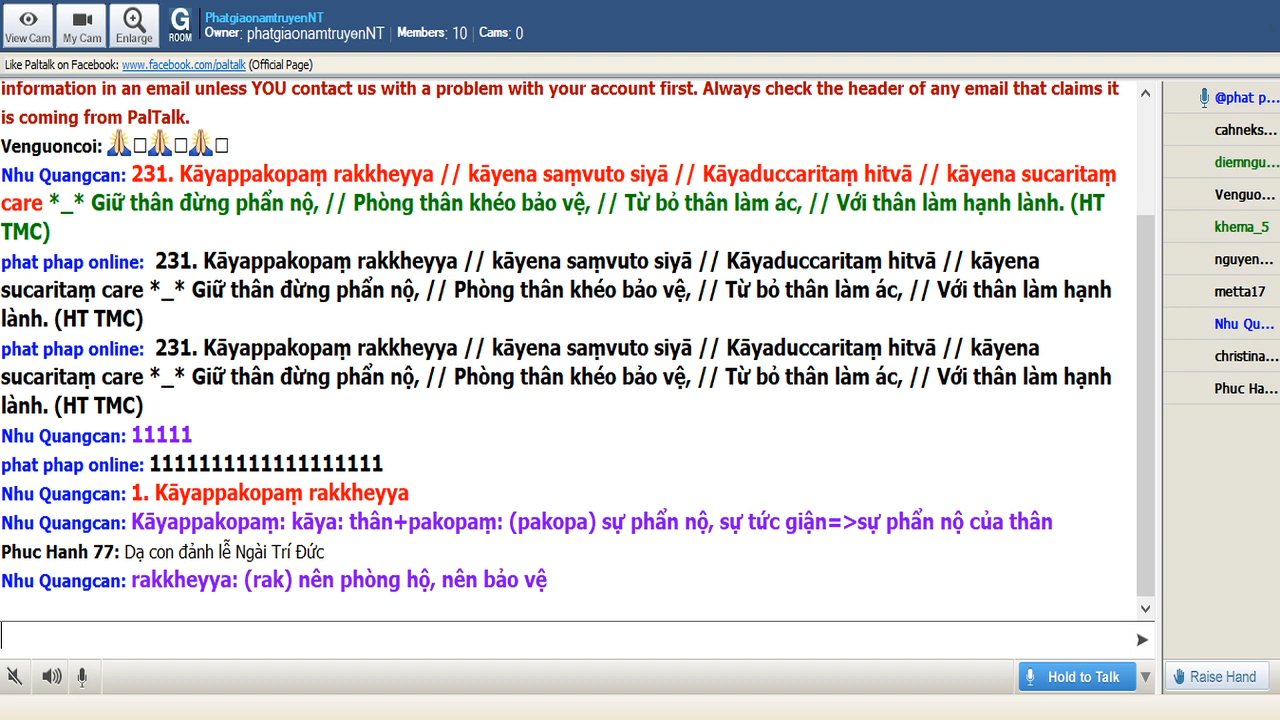 View Cam
My Cam
Enlarge
G
ROOM
PhatgiaonamtruyenNT
Owner: phatgiaonamtruyenNT | Members: 10 | Cams: 0
Like Paltalk on Facebook: www.facebook.com/paltalk (Official Page)
information in an email unless YOU contact us with a problem with your account first. Always check the header of any email that claims it
is coming from PalTalk.
Venguoncoi: 🙏□🙏□🙏□
Nhu Quangcan: 231. Kāyappakopaṃ rakkheyya // kāyena saṃvuto siyā // Kāyaduccaritaṃ hitvā // kāyena sucaritaṃ
care *_* Giữ thân đừng phẩn nộ, // Phòng thân khéo bảo vệ, // Từ bỏ thân làm ác, // Với thân làm hạnh lành. (HT
TMC)
phat phap online: 231. Kāyappakopaṃ rakkheyya // kāyena saṃvuto siyā // Kāyaduccaritaṃ hitvā // kāyena
sucaritaṃ care *_* Giữ thân đừng phẩn nộ, // Phòng thân khéo bảo vệ, // Từ bỏ thân làm ác, // Với thân làm hạnh
lành. (HT TMC)
phat phap online: 231. Kāyappakopaṃ rakkheyya // kāyena saṃvuto siyā // Kāyaduccaritaṃ hitvā // kāyena
sucaritaṃ care *_* Giữ thân đừng phẩn nộ, // Phòng thân khéo bảo vệ, // Từ bỏ thân làm ác, // Với thân làm hạnh
lành. (HT TMC)
Nhu Quangcan: 11111
phat phap online: 1111111111111111111
Nhu Quangcan: 1. Kāyappakopaṃ rakkheyya
Nhu Quangcan: Kāyappakopaṃ: kāya: thân+pakopaṃ: (pakopa) sự phẩn nộ, sự tức giận=>sự phẩn nộ của thân
Phuc Hanh 77: Dạ con đảnh lễ Ngài Trí Đức
Nhu Quangcan: rakkheyya: (rak) nên phòng hộ, nên bảo vệ
@phat p...
cahneks...
diemngu...
Venguo...
khema_5
nguyen...
metta17
Nhu Qu...
christina...
Phuc Ha...
Hold to Talk
Raise Hand